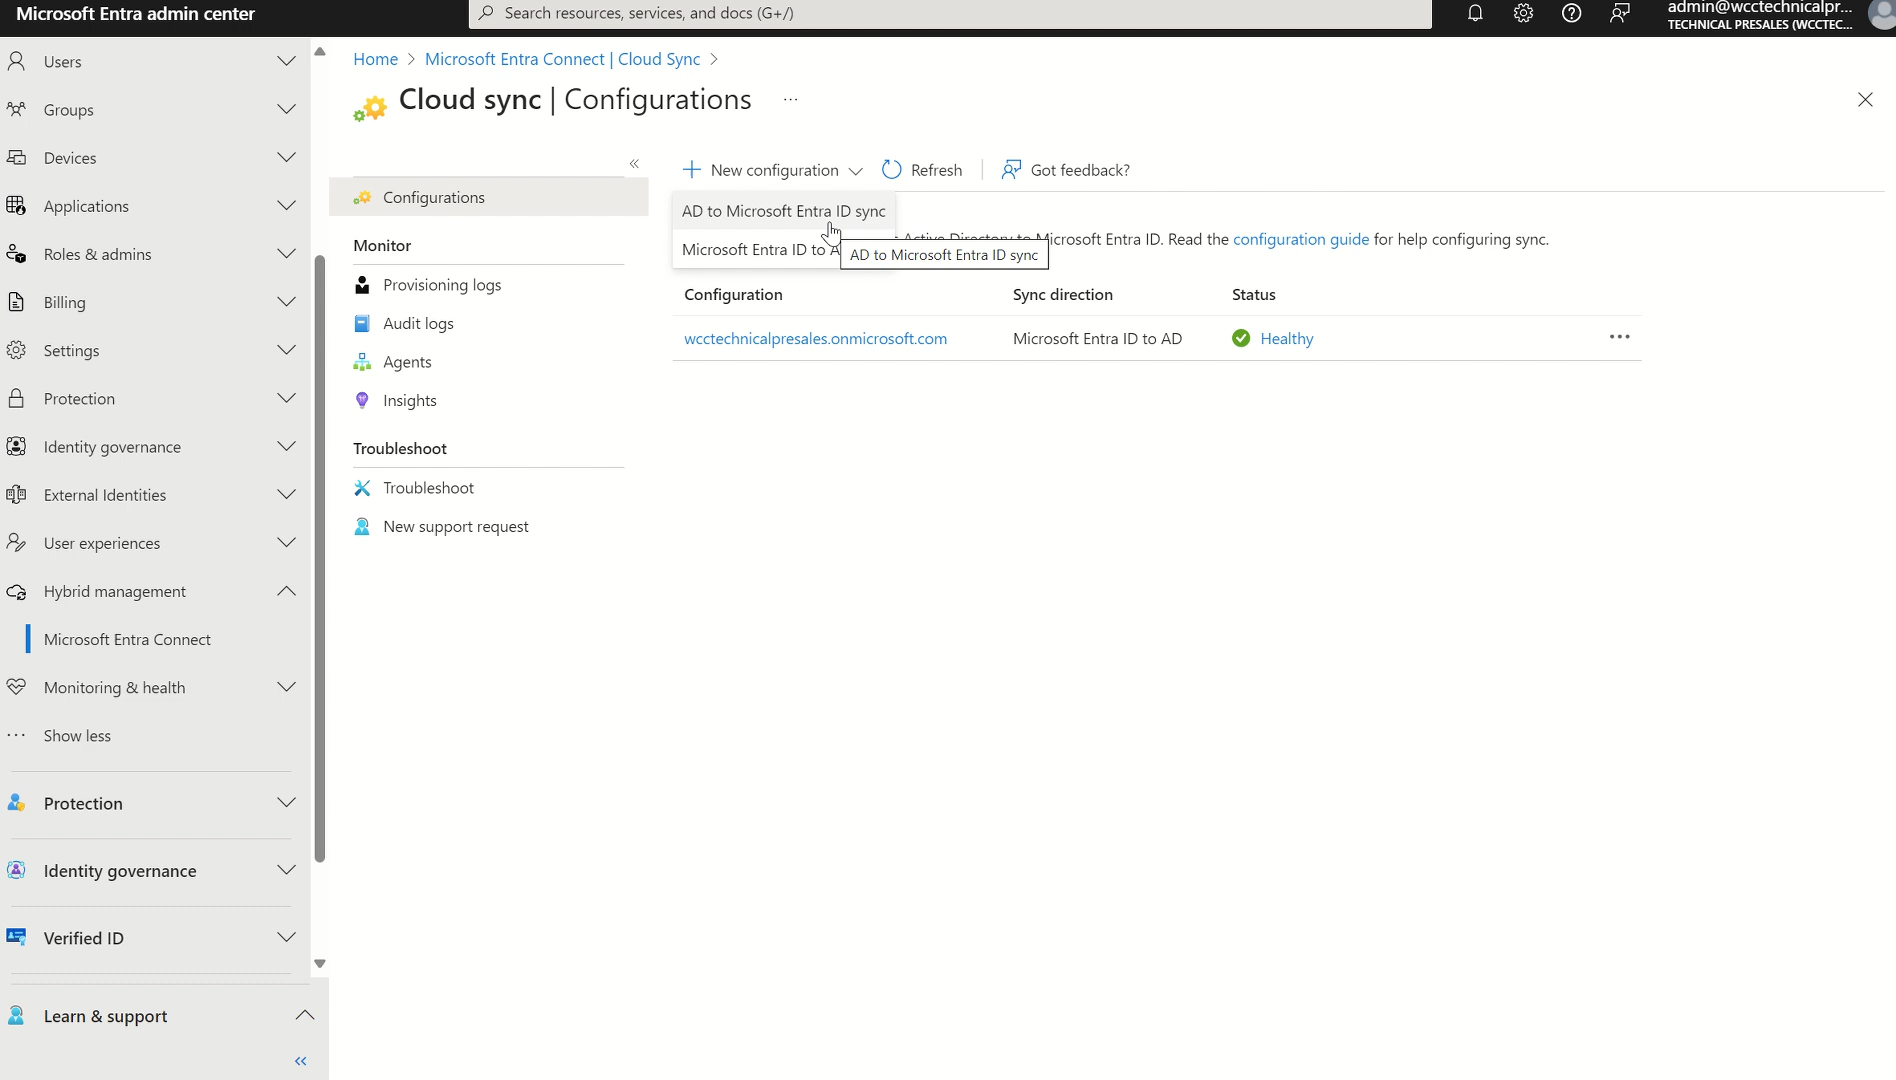 Microsoft Entra admin center
Search resources, services, and docs (G+/)
admin@wcctechnicalpr...
TECHNICAL PRESALES (WCCTEC...
Users
Groups
Devices
Applications
Roles & admins
Billing
Settings
Protection
Identity governance
External Identities
User experiences
Hybrid management
Microsoft Entra Connect
Monitoring & health
Show less
Protection
Identity governance
Verified ID
Learn & support
Home > Microsoft Entra Connect | Cloud Sync >
Cloud sync | Configurations
Configurations
Monitor
Provisioning logs
Audit logs
Agents
Insights
Troubleshoot
Troubleshoot
New support request
New configuration
Refresh
Got feedback?
AD to Microsoft Entra ID sync
Microsoft Entra ID to
AD to Microsoft Entra ID sync
Active Directory to Microsoft Entra ID. Read the configuration guide for help configuring sync.
Configuration Sync direction Status
wcctechnicalpresales.onmicrosoft.com Microsoft Entra ID to AD Healthy